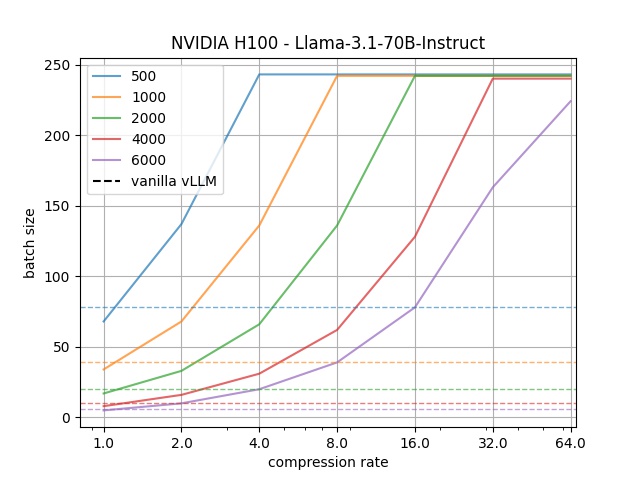 NVIDIA H100 - Llama-3.1-70B-Instruct
500
1000
2000
4000
6000
vanilla vLLM
batch size
250
200
150
100
50
0
1.0 2.0 4.0 8.0 16.0 32.0 64.0
compression rate